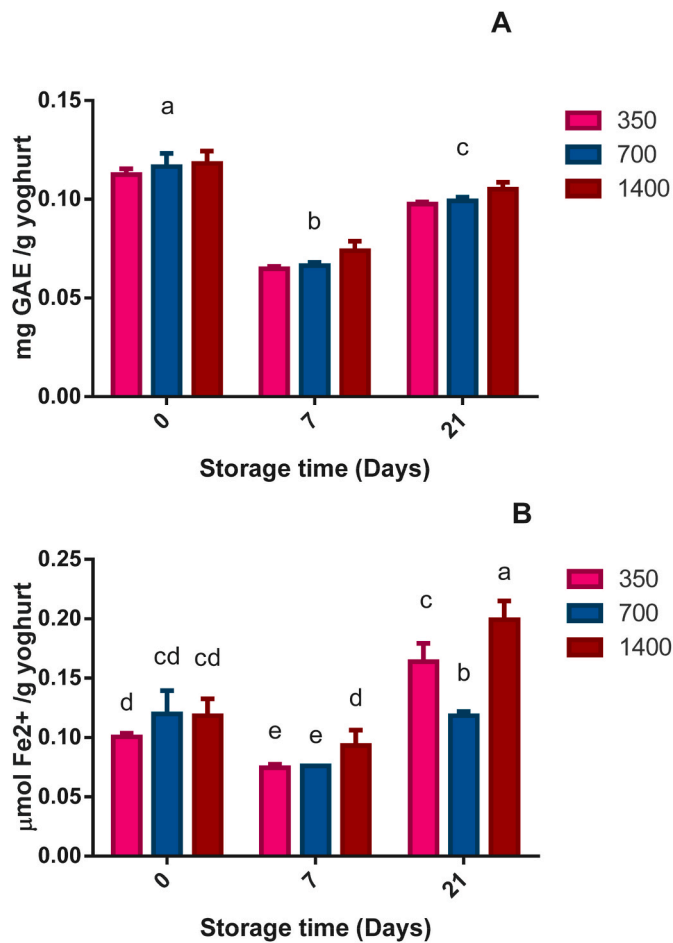 A
mg GAE /g yoghurt
0.15
0.10
0.05
0.00
a
b
c
350
700
1400
0
7
21
Storage time (Days)
B
μmol Fe2+ /g yoghurt
0.25
0.20
0.15
0.10
0.05
0.00
d
cd
cd
e
e
d
c
b
a
350
700
1400
0
7
21
Storage time (Days)